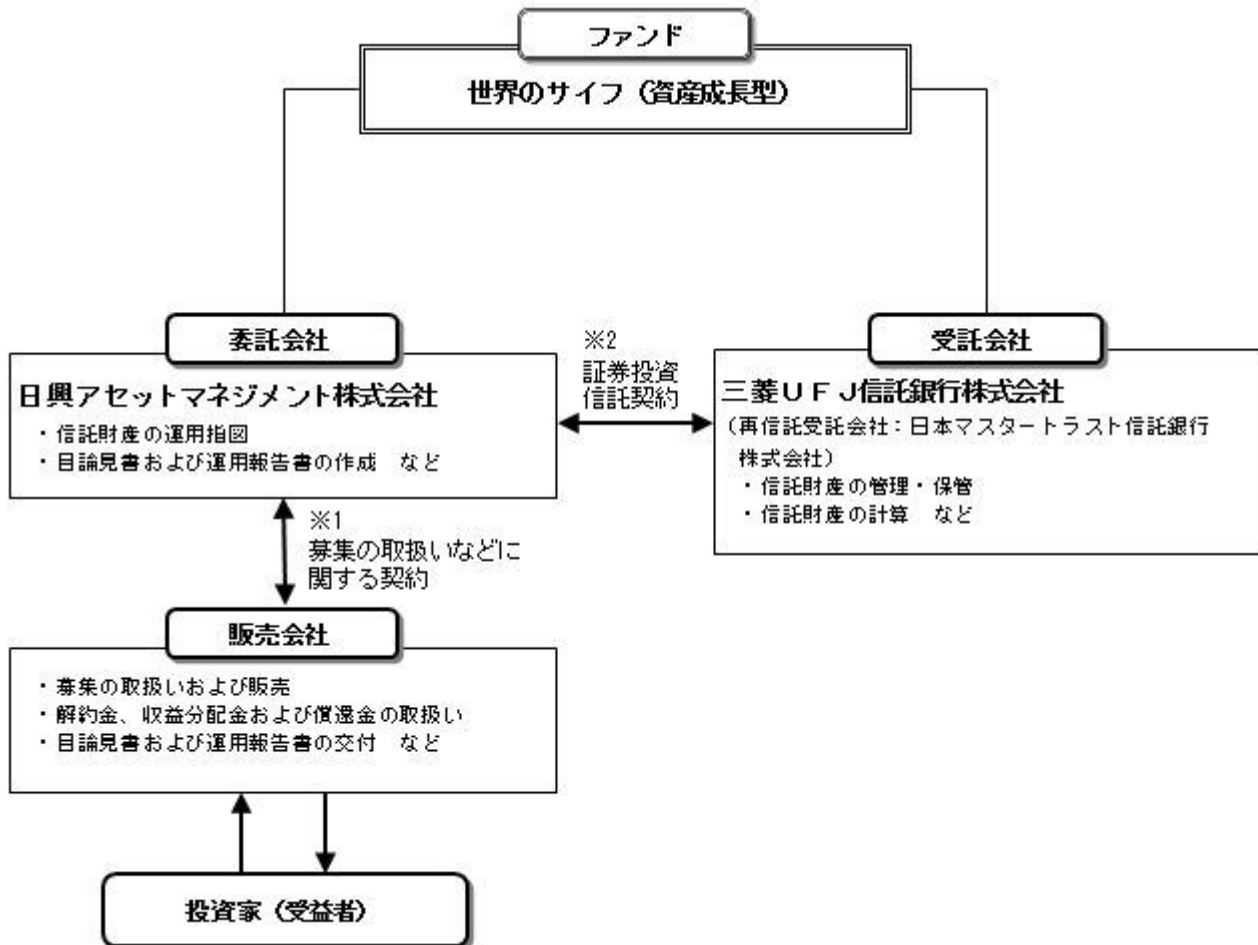 ファンド
世界のサイフ（資産成長型）
委託会社
日興アセットマネジメント株式会社
・信託財産の運用指図
・目論見書および運用報告書の作成　など
※2
証券投資
信託契約
受託会社
三菱ＵＦＪ信託銀行株式会社
（再信託受託会社：日本マスタートラスト信託銀行
株式会社）
・信託財産の管理・保管
・信託財産の計算　など
※1
募集の取扱いなどに
関する契約
販売会社
・募集の取扱いおよび販売
・解約金、収益分配金および償還金の取扱い
・目論見書および運用報告書の交付　など
投資家（受益者）